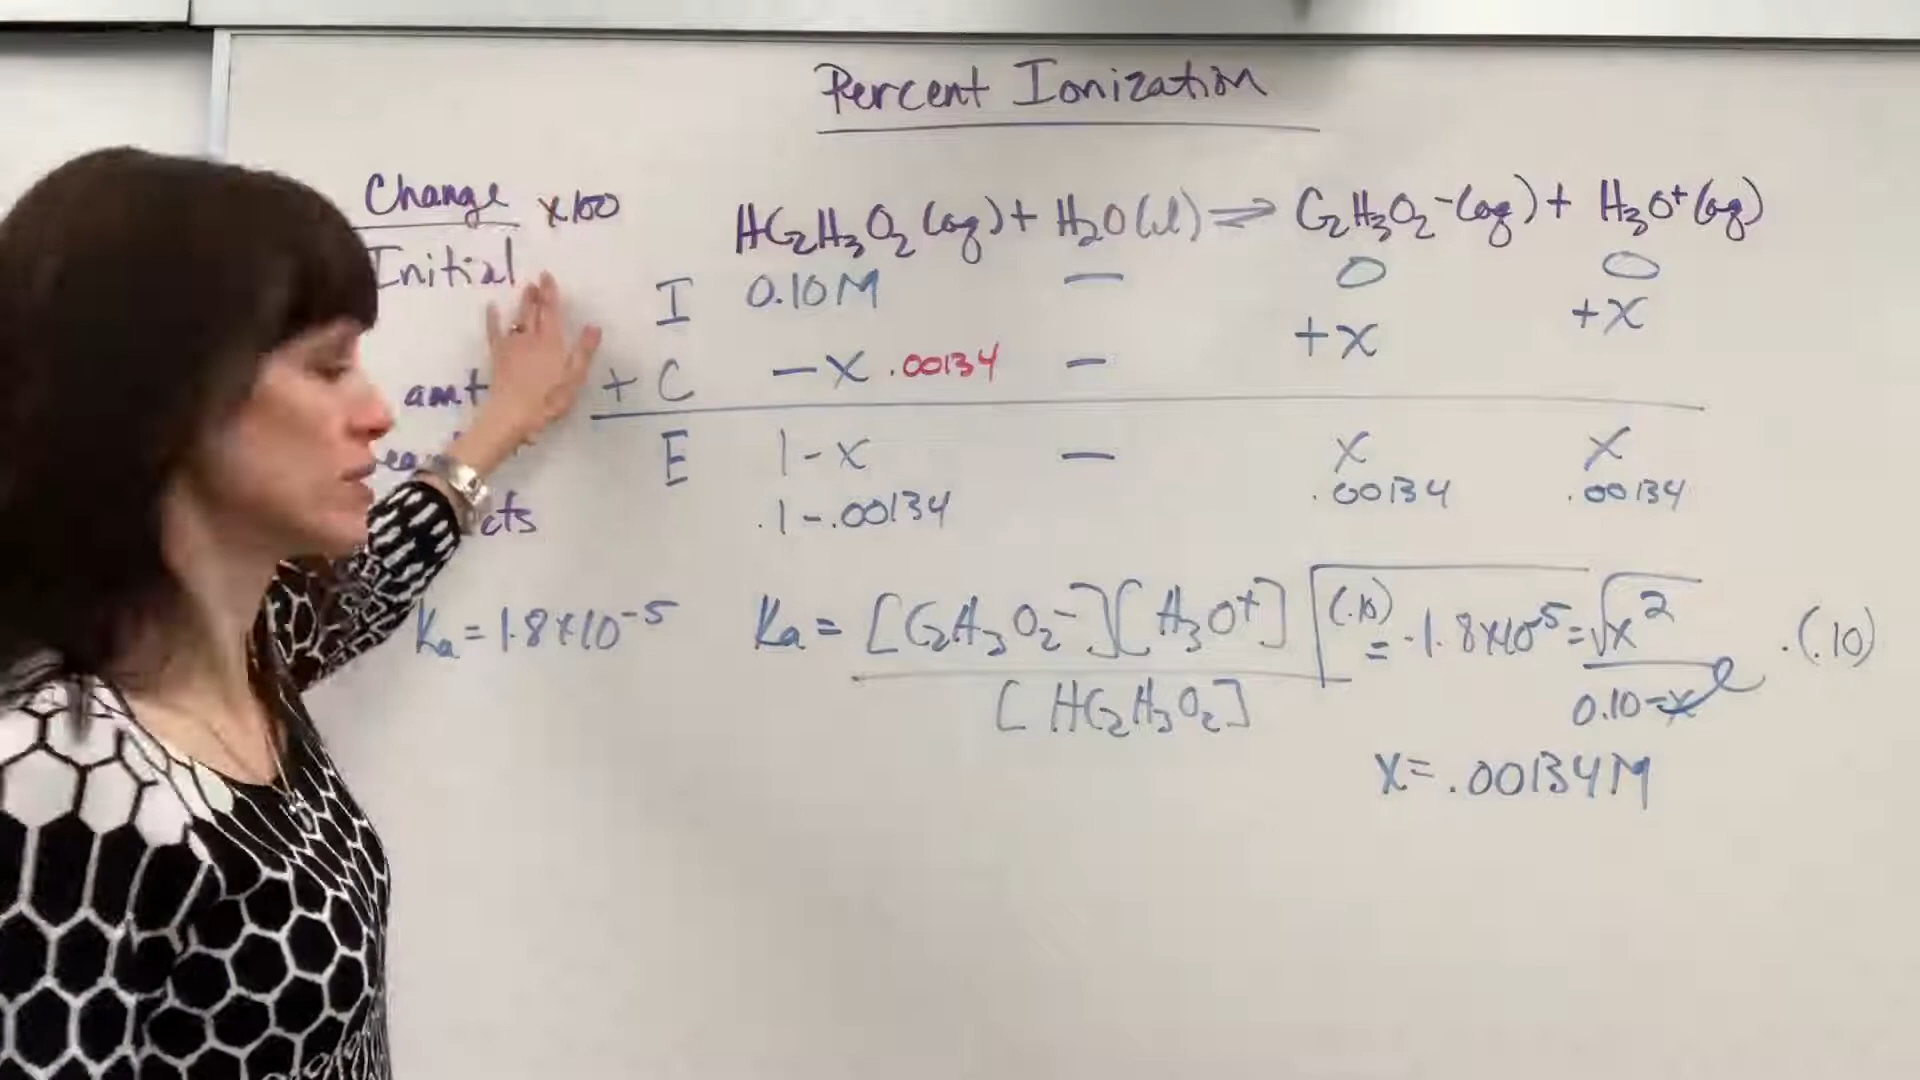 Percent Ionization
Change x100
Initial
HC₂H₃O₂(aq) + H₂O(l) ⇌ C₂H₃O₂⁻(aq) + H₃O⁺(aq)
I 0.10M — 0 0
+ C -x .00134 — +x +x
E 1-x — x x
.1-.00134 .00134 .00134
amt
cts
Ka = 1.8x10⁻⁵
Ka = [C₂H₃O₂⁻][H₃O⁺] / [HC₂H₃O₂] √(.10) = ·1.8x10⁻⁵ = √x² / 0.10-x ·(.10)
x= .00134M